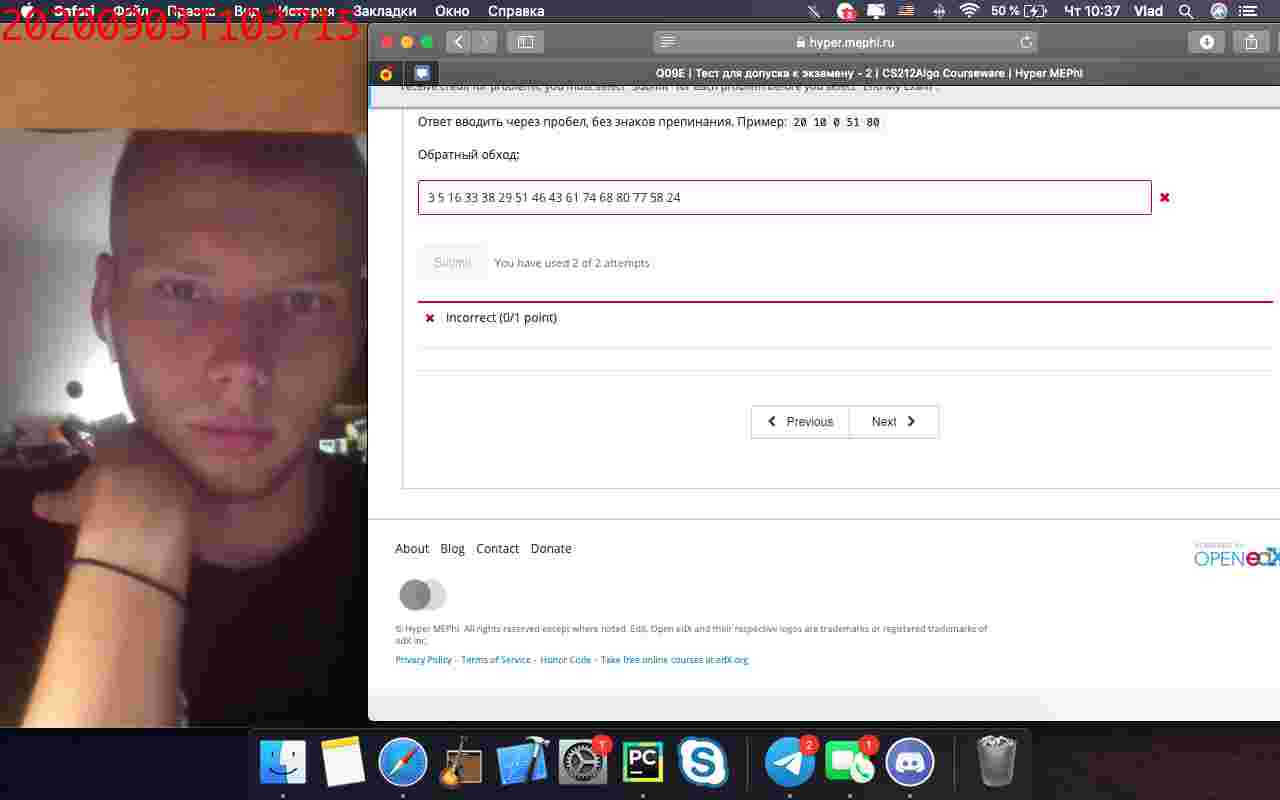 20200903T103715
Safari Файл Правка Вид История Закладки Окно Справка 50 % Чт 10:37 Vlad
hyper.mephi.ru
Q09E | Тест для допуска к экзамену - 2 | CS212Algo Courseware | Hyper MEPhI
receive credit for problems, you must select "Submit" for each problem before you select "End My Exam".
Ответ вводить через пробел, без знаков препинания. Пример: 20 10 0 51 80
Обратный обход:
3 5 16 33 38 29 51 46 43 61 74 68 80 77 58 24
Submit You have used 2 of 2 attempts
Incorrect (0/1 point)
Previous Next
About Blog Contact Donate
POWERED BY
OPEN edX
© Hyper MEPhI. All rights reserved except where noted. EdX, Open edX and their respective logos are trademarks or registered trademarks of
edX Inc.
Privacy Policy - Terms of Service - Honor Code - Take free online courses at edX.org
1 PC 2 1